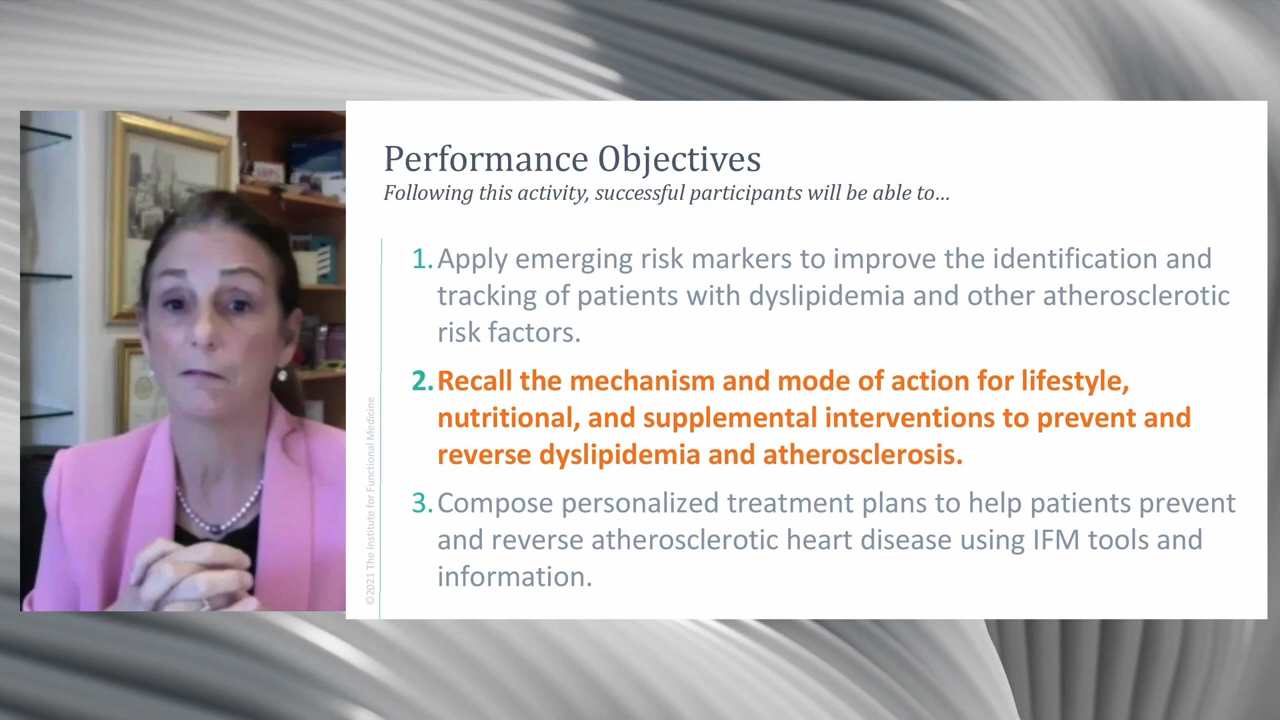 Performance Objectives
Following this activity, successful participants will be able to…
1. Apply emerging risk markers to improve the identification and
tracking of patients with dyslipidemia and other atherosclerotic
risk factors.
2. Recall the mechanism and mode of action for lifestyle,
nutritional, and supplemental interventions to prevent and
reverse dyslipidemia and atherosclerosis.
3. Compose personalized treatment plans to help patients prevent
and reverse atherosclerotic heart disease using IFM tools and
information.
©2021 The Institute for Functional Medicine